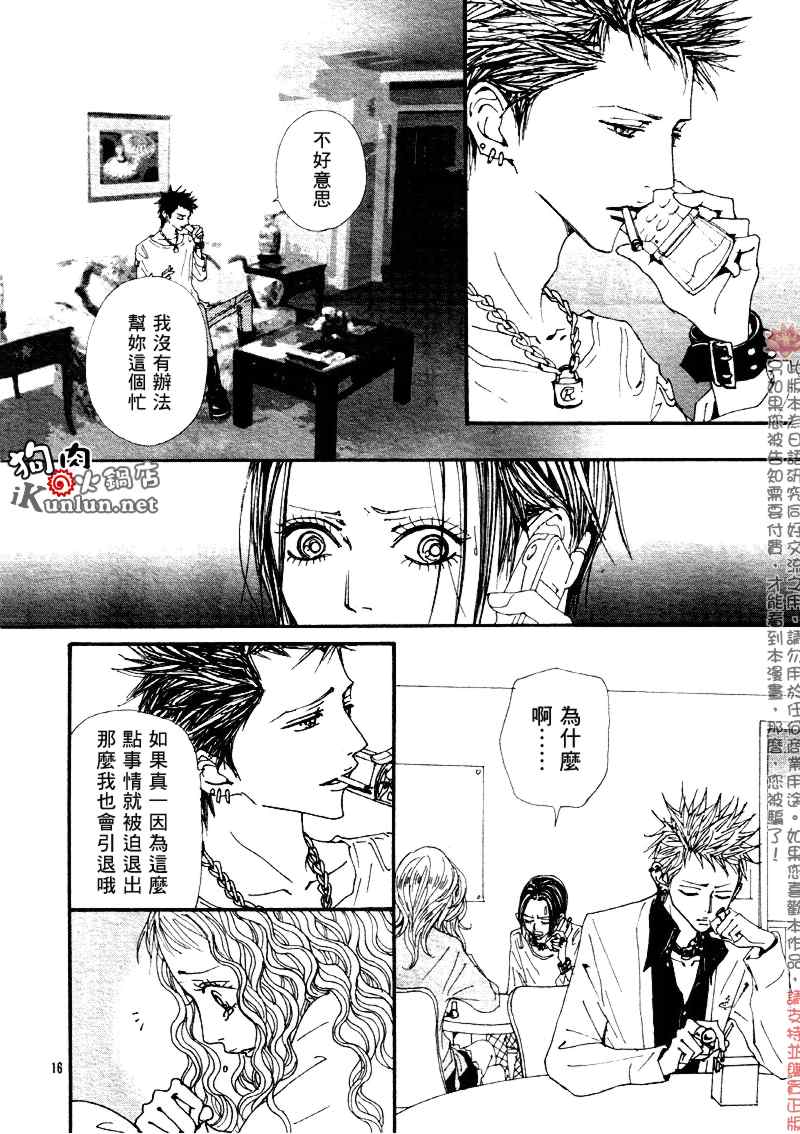 不好意思
我沒有辦法
幫妳這個忙
為什麼
啊……
如果真一因為這麼
點事情就被迫退出
那麼我也會引退哦
16
R
狗肉
火鍋店
iKunlun.net
此版本為日語研究同好交流之用，請勿用於任何商業用途。如果您喜歡本作品，請支持並購買正版
如果您被告知需要付費，才能看到本漫畫，那麼，您被騙了！